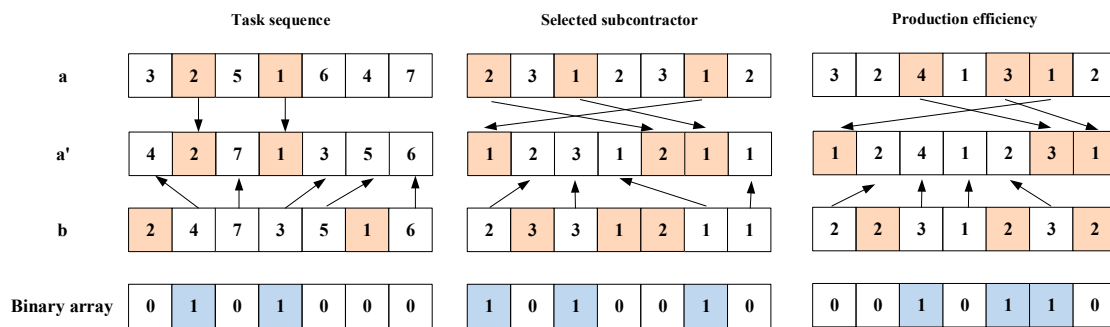 Task sequence Selected subcontractor Production efficiency
a 3 2 5 1 6 4 7 2 3 1 2 3 1 2 3 2 4 1 3 1 2
a' 4 2 7 1 3 5 6 1 2 3 1 2 1 1 1 2 4 1 2 3 1
b 2 4 7 3 5 1 6 2 3 3 1 2 1 1 2 2 3 1 2 3 2
Binary array 0 1 0 1 0 0 0 1 0 1 0 0 1 0 0 0 1 0 1 1 0